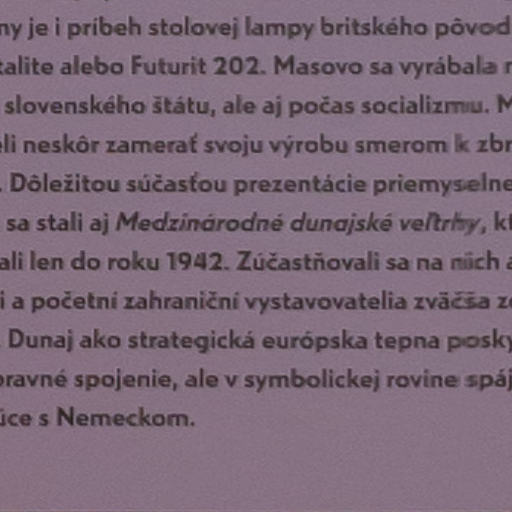 ny je i príbeh stolovej lampy britského pôvod
talite alebo Futurit 202. Masovo sa vyrábala
slovenského štátu, ale aj počas socializmu. M
eli neskôr zamerať svoju výrobu smerom k zbr
. Dôležitou súčasťou prezentácie priemyselne
sa stali aj Medzinárodné dunajské veľtrhy, kt
ali len do roku 1942. Zúčastňovali sa na nich a
i a početní zahraniční vystavovatelia zväčša z
Dunaj ako strategická európska tepna posky
pravné spojenie, ale v symbolickej rovine spáj
úce s Nemeckom.